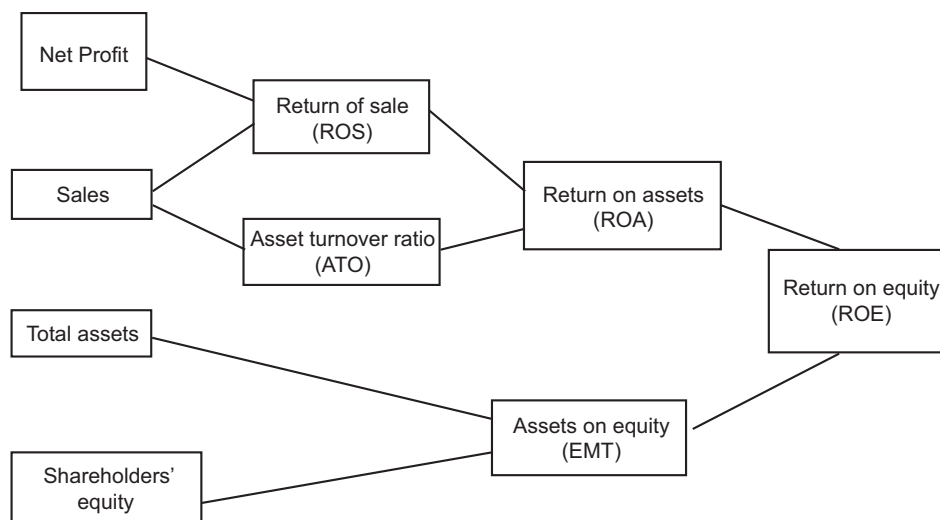 Net Profit
Return of sale
(ROS)
Sales
Return on assets
(ROA)
Asset turnover ratio
(ATO)
Return on equity
(ROE)
Total assets
Assets on equity
(EMT)
Shareholders’
equity